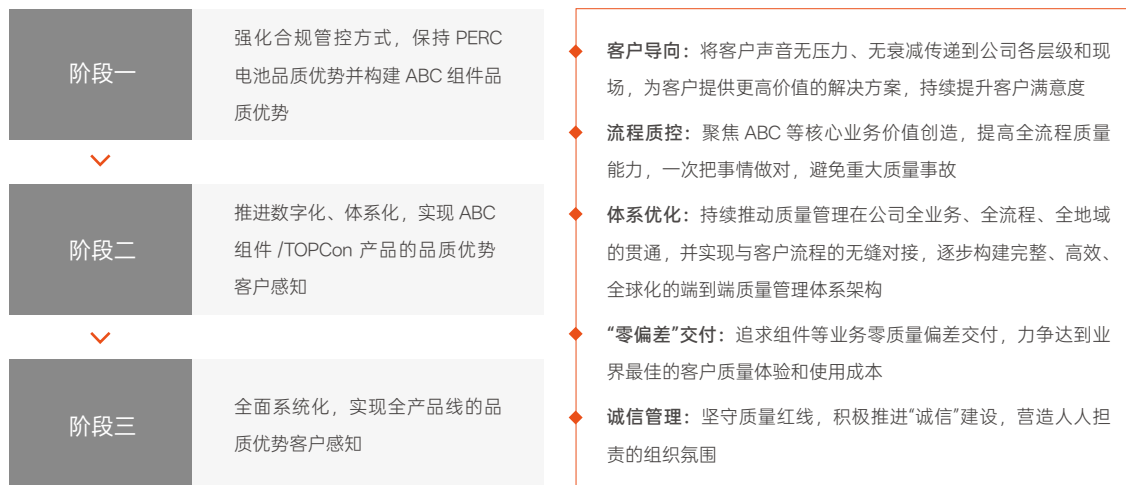 阶段一
强化合规管控方式，保持 PERC
电池品质优势并构建 ABC 组件品
质优势
阶段二
推进数字化、体系化，实现 ABC
组件 /TOPCon 产品的品质优势
客户感知
阶段三
全面系统化，实现全产品线的品
质优势客户感知
客户导向：将客户声音无压力、无衰减传递到公司各层级和现
场，为客户提供更高价值的解决方案，持续提升客户满意度
流程质控：聚焦 ABC 等核心业务价值创造，提高全流程质量
能力，一次把事情做对，避免重大质量事故
体系优化：持续推动质量管理在公司全业务、全流程、全地域
的贯通，并实现与客户流程的无缝对接，逐步构建完整、高效、
全球化的端到端质量管理体系架构
“零偏差”交付：追求组件等业务零质量偏差交付，力争达到业
界最佳的客户质量体验和使用成本
诚信管理：坚守质量红线，积极推进“诚信”建设，营造人人担
责的组织氛围